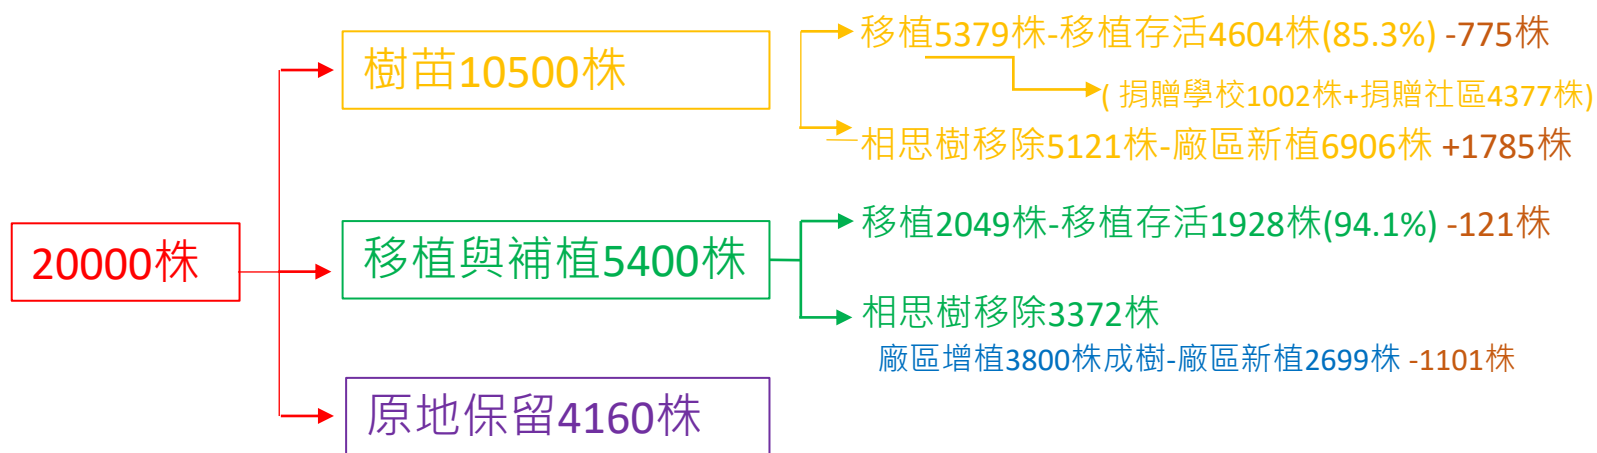 20000株
樹苗10500株
移植5379株-移植存活4604株(85.3%) -775株
( 捐贈學校1002株+捐贈社區4377株)
相思樹移除5121株-廠區新植6906株 +1785株
移植與補植5400株
移植2049株-移植存活1928株(94.1%) -121株
相思樹移除3372株
廠區增植3800株成樹-廠區新植2699株 -1101株
原地保留4160株